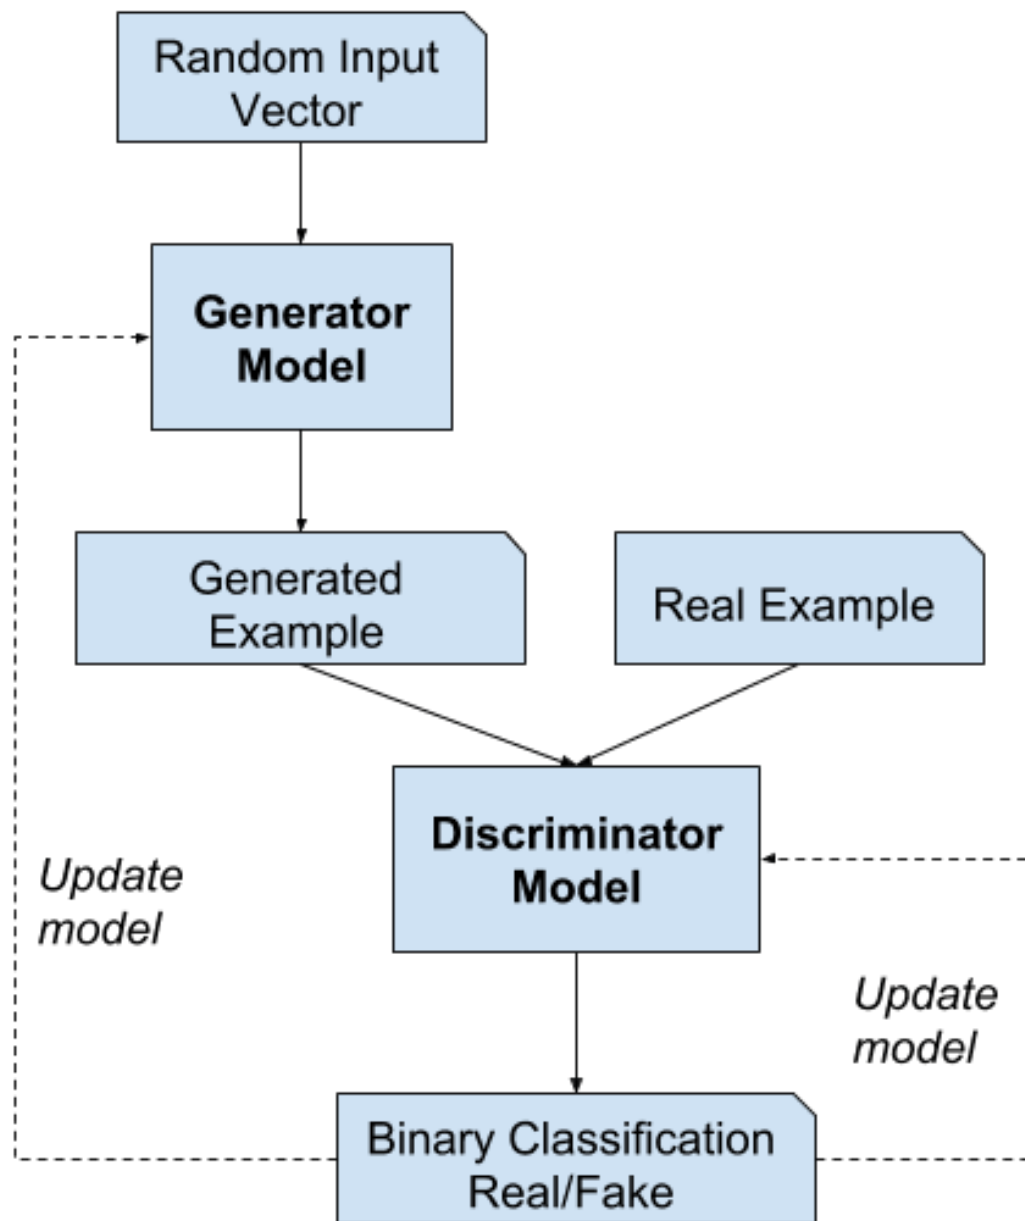 Random Input
Vector
Generator
Model
Generated
Example
Real Example
Discriminator
Model
Update
model
Update
model
Binary Classification
Real/Fake